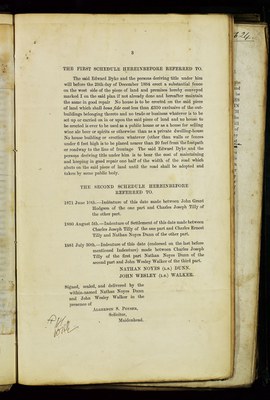 3
THE FIRST SCHEDULE HEREINBEFORE REFERRED TO.
The said Edward Ryke and the persons deriving title under him
will before the 25th day of December 1904 erect a substantial fence
on the west side of the piece of land and premises hereby conveyed
marked I on the said plan if not already done and hereafter maintain
the same in good repair No house is to be erected on the said piece
of land which shall bona fide cost less than £225 exclusive of the out-
buildings belonging thereto and no trade or business whatever is to be
set up or carried on in or upon the said piece of land and no house to
be erected is ever to be used as a public house or as a house for selling
wine ale beer or spirits or otherwise than as a private dwelling-house
No house building or erection whatever (other than walls or fences
under 6 feet high is to be placed nearer than 20 feet from the footpath
or roadway to the line of frontage The said Edward Ryke and the
persons deriving title under him is to bear the cost of maintaining
and keeping in good repair one half of the width of the road which
abuts on the said piece of land until the road shall be adopted and
taken by some public body.
THE SECOND SCHEDULE HEREINBEFORE
REFERRED TO.
1871 June 10th.—Indenture of this date made between John Grant
Hodgson of the one part and Charles Joseph Tilly of
the other part.
1880 August 5th.—Indenture of Settlement of this date made between
Charles Joseph Tilly of the one part and Charles Ernest
Tilly and Nathan Noyes Dunn of the other part.
1891 July 30th.—Indenture of this date (endorsed on the last before
mentioned Indenture) made between Charles Joseph
Tilly of the first part Nathan Noyes Dunn of the
second part and John Wesley Walker of the third part.
NATHAN NOYES (L.S.) DUNN.
JOHN WESLEY (L.S.) WALKER.
Signed, sealed, and delivered by the
within-named Nathan Noyes Dunn
and John Wesley Walker in the
presence of
Solicitor,
Maidenhead.